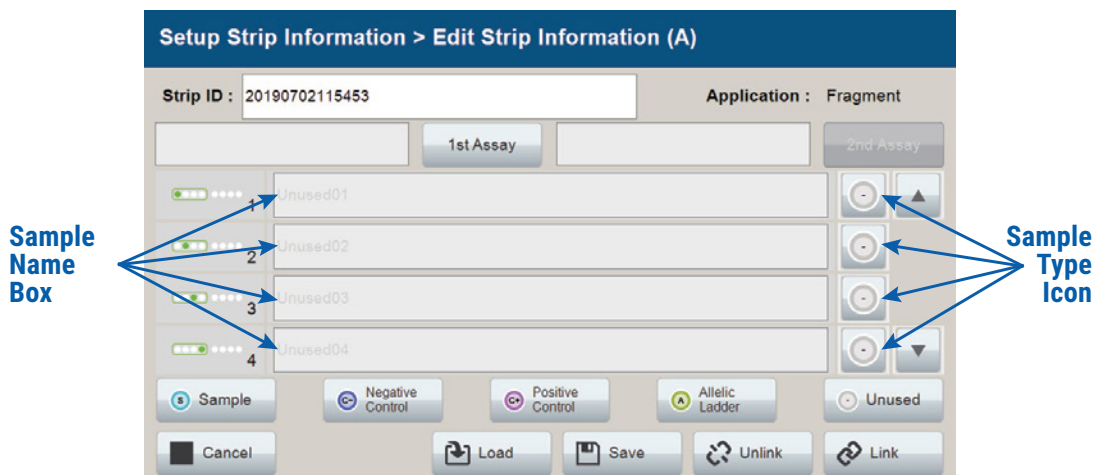 Setup Strip Information > Edit Strip Information (A)
Strip ID : 20190702115453 Application : Fragment
1st Assay 2nd Assay
1 Unused01 -
2 Unused02 -
3 Unused03 -
4 Unused04 -
Sample
Name
Box
Sample
Type
Icon
S Sample
C- Negative
Control
C+ Positive
Control
A Allelic
Ladder
- Unused
Cancel Load Save Unlink Link